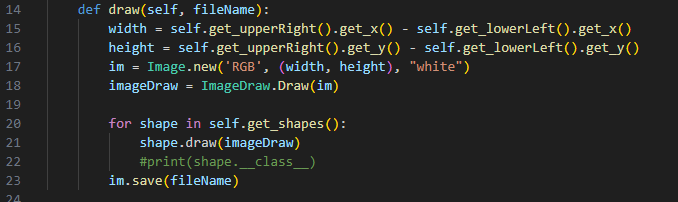 14 def draw(self, fileName):
15 width = self.get_upperRight().get_x() - self.get_lowerLeft().get_x()
16 height = self.get_upperRight().get_y() - self.get_lowerLeft().get_y()
17 im = Image.new('RGB', (width, height), "white")
18 imageDraw = ImageDraw.Draw(im)
19
20 for shape in self.get_shapes():
21 shape.draw(imageDraw)
22 #print(shape.__class__)
23 im.save(fileName)
24